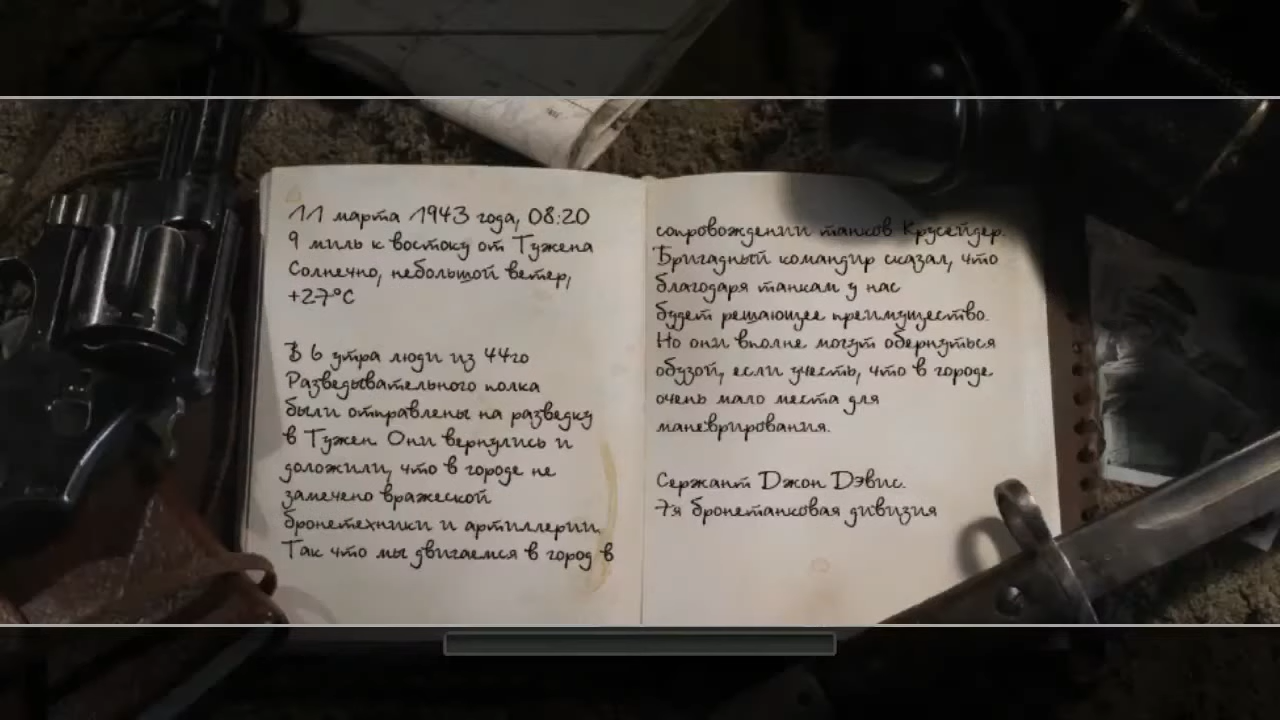 11 марта 1943 года, 08:20
9 миль к востоку от Тужена
Солнечно, небольшой ветер,
+27°C
В 6 утра люди из 44го
Разведывательного полка
были отправлены на разведку
в Тужен. Они вернулись и
доложили, что в городе не
замечено вражеской
бронетехники и артиллерии.
Так что мы двигаемся в город в
сопровождении танков Крусейдер.
Бригадный командир сказал, что
благодаря танкам у нас
будет решающее преимущество.
Но они вполне могут обернуться
обузой, если учесть, что в городе
очень мало места для
маневрирования.
Сержант Джон Дэвис.
7я бронетанковая дивизия